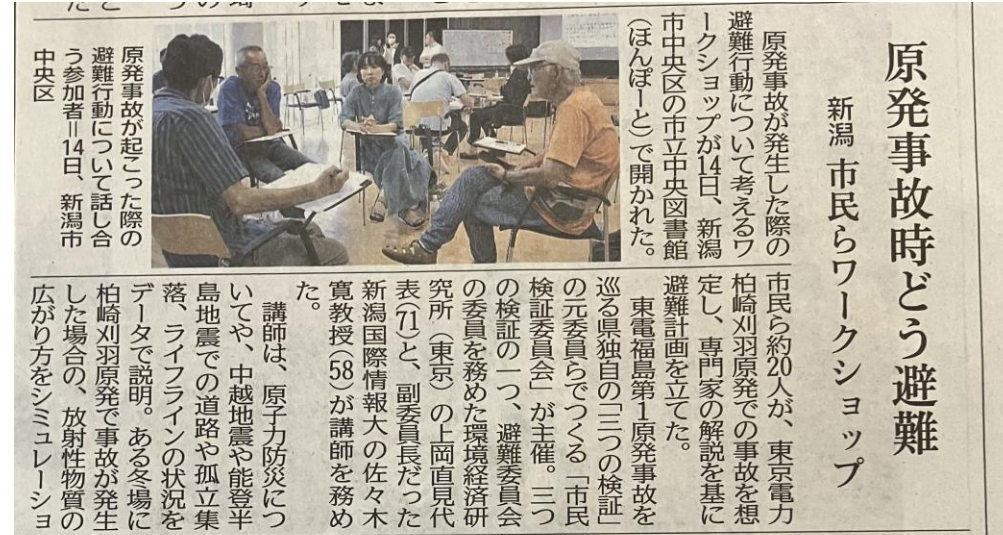 原発事故時どう避難
新潟 市民らワークショップ
原発事故が発生した際の
避難行動について考えるワ
ークショップが14日、新潟
市中央区の市立中央図書館
(ほんぽーと)で開かれた。
市民ら約20人が、東京電力
柏崎刈羽原発での事故を想
定し、専門家の解説を基に
避難計画を立てた。
東電福島第1原発事故を
巡る県独自の「三つの検証」
の元委員らでつくる「市民
検証委員会」が主催。三つ
の検証の一つ、避難委員会
の委員を務めた環境経済研
究所(東京)の上岡直見代
表(71)と、副委員長だった
新潟国際情報大の佐々木
寛教授(58)が講師を務め
た。
講師は、原子力防災につ
いてや、中越地震や能登半
島地震での道路や孤立集
落、ライフラインの状況を
データで説明。ある冬場に
柏崎刈羽原発で事故が発生
した場合の、放射性物質の
広がり方をシミュレーショ
原発事故が起こった際の
避難行動について話し合
う参加者=14日、新潟市
中央区